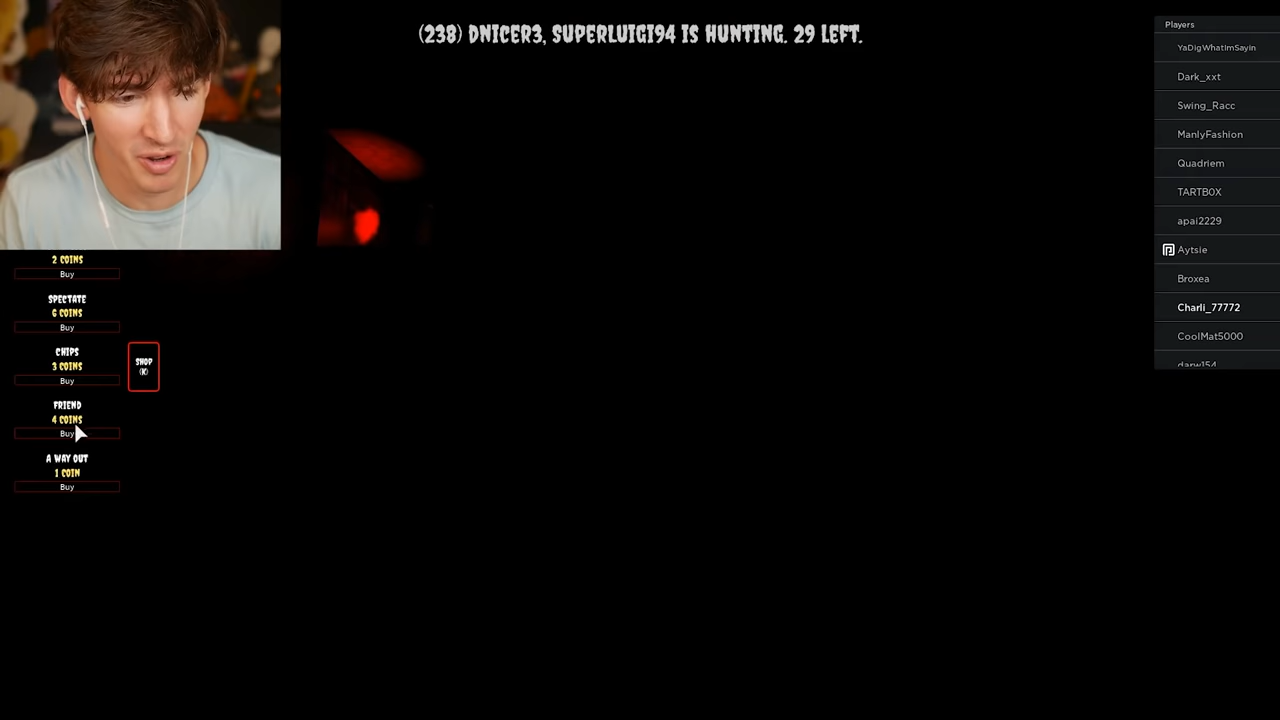 (238) DNICER3, SUPERLUIGI94 IS HUNTING. 29 LEFT.
Players
YaDigWhatImSayin
Dark_xxt
Swing_Racc
ManlyFashion
Quadriem
TARTB0X
apai2229
Aytsie
Broxea
Charli_77772
CoolMat5000
darw154
2 COINS
Buy
SPECTATE
6 COINS
Buy
CHIPS
3 COINS
Buy
SHOP
(K)
FRIEND
4 COINS
Buy
A WAY OUT
1 COIN
Buy